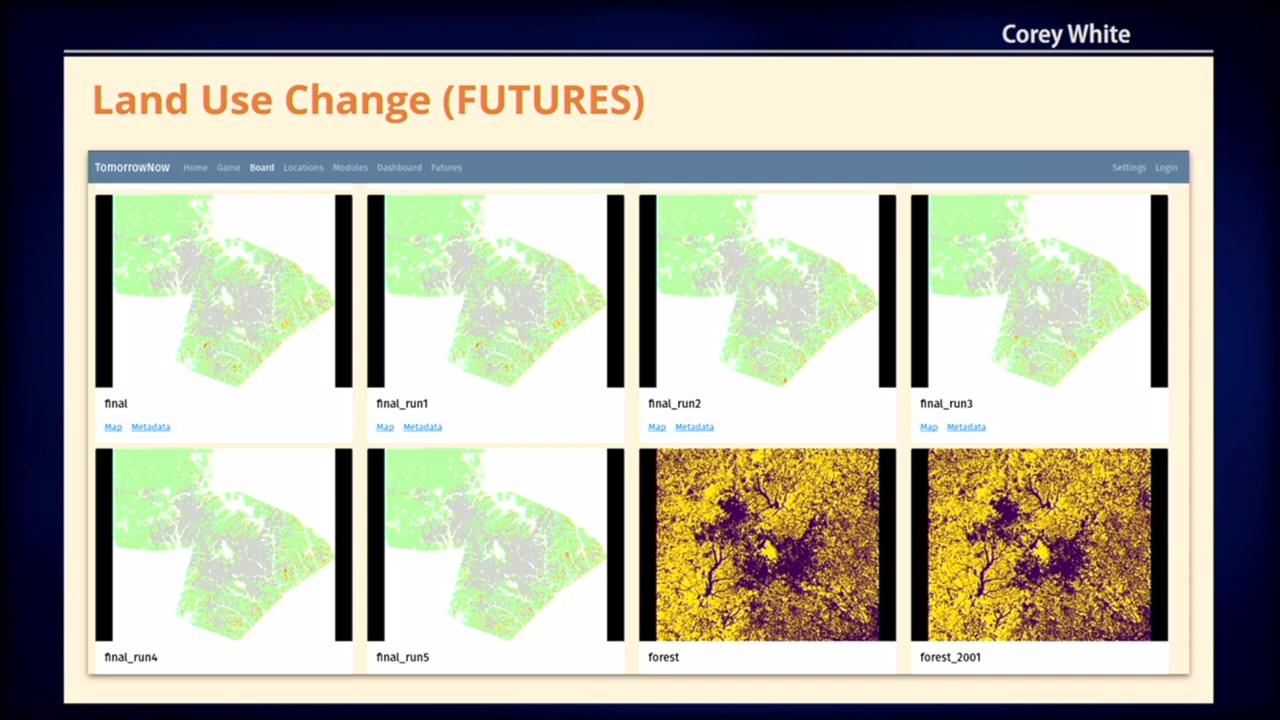 Corey White
Land Use Change (FUTURES)
TomorrowNow Home Game Board Locations Modules Dashboard Futures Settings Login
final final_run1 final_run2 final_run3
Map Metadata Map Metadata Map Metadata Map Metadata
final_run4 final_run5 forest forest_2001